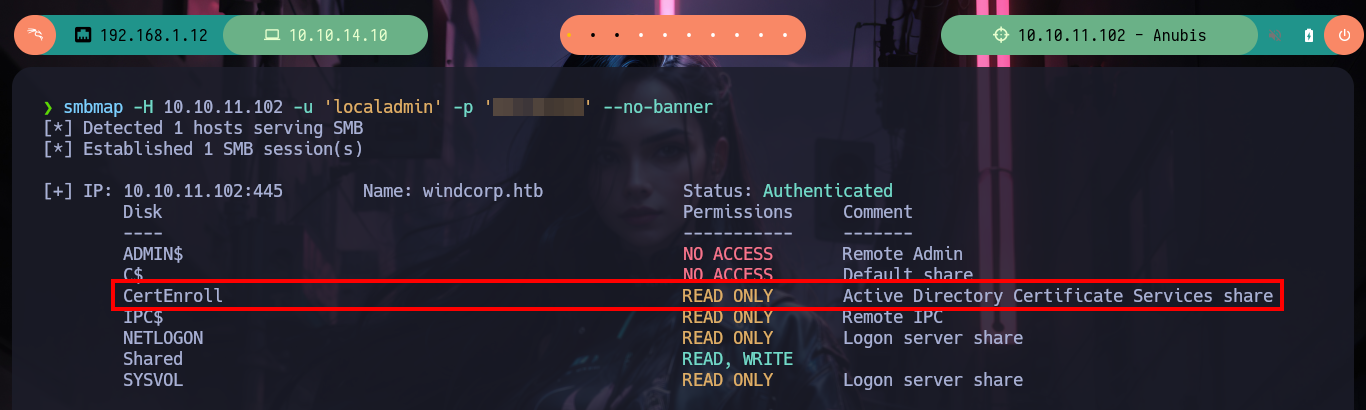 192.168.1.12 10.10.14.10 10.10.11.102 - Anubis
❯ smbmap -H 10.10.11.102 -u 'localadmin' -p '' --no-banner
[*] Detected 1 hosts serving SMB
[*] Established 1 SMB session(s)
[+] IP: 10.10.11.102:445 Name: windcorp.htb Status: Authenticated
Disk Permissions Comment
---- ----------- -------
ADMIN$ NO ACCESS Remote Admin
C$ NO ACCESS Default share
CertEnroll READ ONLY Active Directory Certificate Services share
IPC$ READ ONLY Remote IPC
NETLOGON READ ONLY Logon server share
Shared READ, WRITE
SYSVOL READ ONLY Logon server share